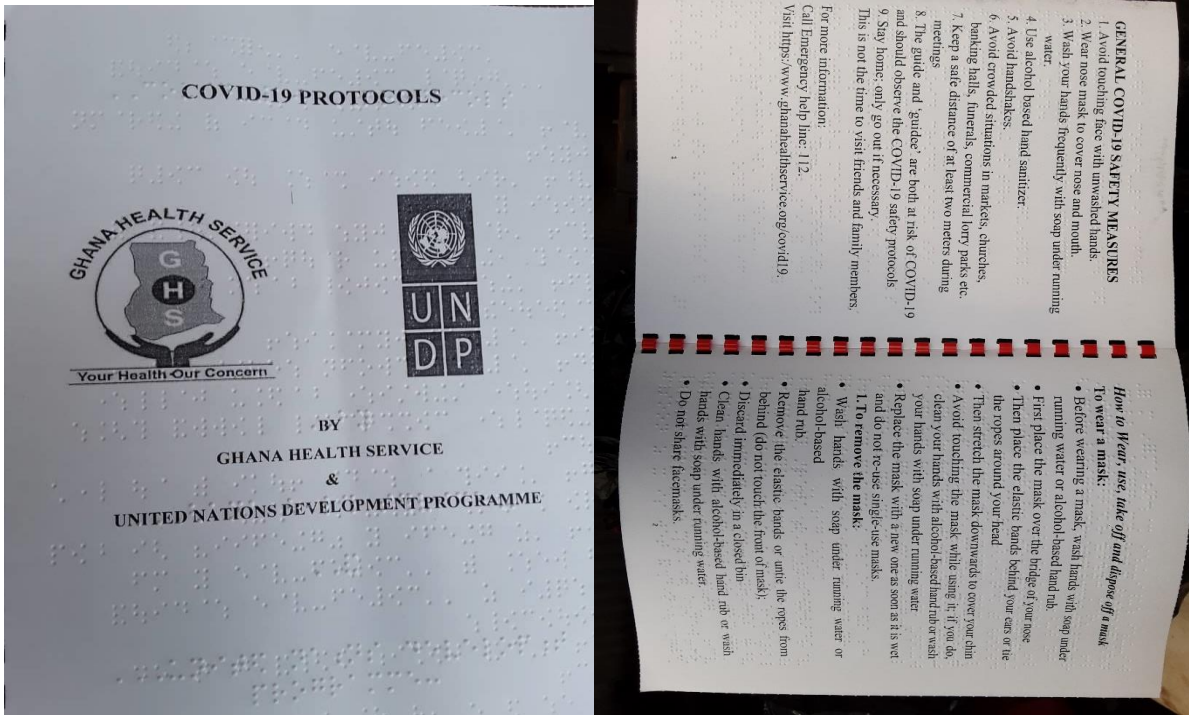 COVID-19 PROTOCOLS
GHANA HEALTH SERVICE
G
H
S
Your Health-Our Concern
UN
DP
BY
GHANA HEALTH SERVICE
&
UNITED NATIONS DEVELOPMENT PROGRAMME
GENERAL COVID-19 SAFETY MEASURES
1. Avoid touching face with unwashed hands.
2. Wear nose mask to cover nose and mouth.
3. Wash your hands frequently with soap under running
water.
4. Use alcohol based hand sanitizer.
5. Avoid handshakes.
6. Avoid crowded situations in markets, churches,
banking halls, funerals, commercial lorry parks etc.
7. Keep a safe distance of at least two meters during
meetings
8. The guide and 'guidee' are both at risk of COVID-19
and should observe the COVID-19 safety protocols
9. Stay home; only go out if necessary.
This is not the time to visit friends and family members.
For more information:
Call Emergency help line: 112.
Visit https:/www.ghanahealthservice.org/covid19.
1
How to Wear, use, take off and dispose off a mask
To wear a mask:
• Before wearing a mask, wash hands with soap under
running water or alcohol-based hand rub.
• First place the mask over the bridge of your nose
• Then place the elastic bands behind your ears or tie
the ropes around your head
• Then stretch the mask downwards to cover your chin
• Avoid touching the mask while using it; if you do,
clean your hands with alcohol-based hand rub or wash
your hands with soap under running water
• Replace the mask with a new one as soon as it is wet
and do not re-use single-use masks.
1. To remove the mask:
• Wash hands with soap under running water or
alcohol-based
hand rub.
• Remove the elastic bands or untie the ropes from
behind (do not touch the front of mask);
• Discard immediately in a closed bin
• Clean hands with alcohol-based hand rub or wash
hands with soap under running water.
• Do not share facemasks.